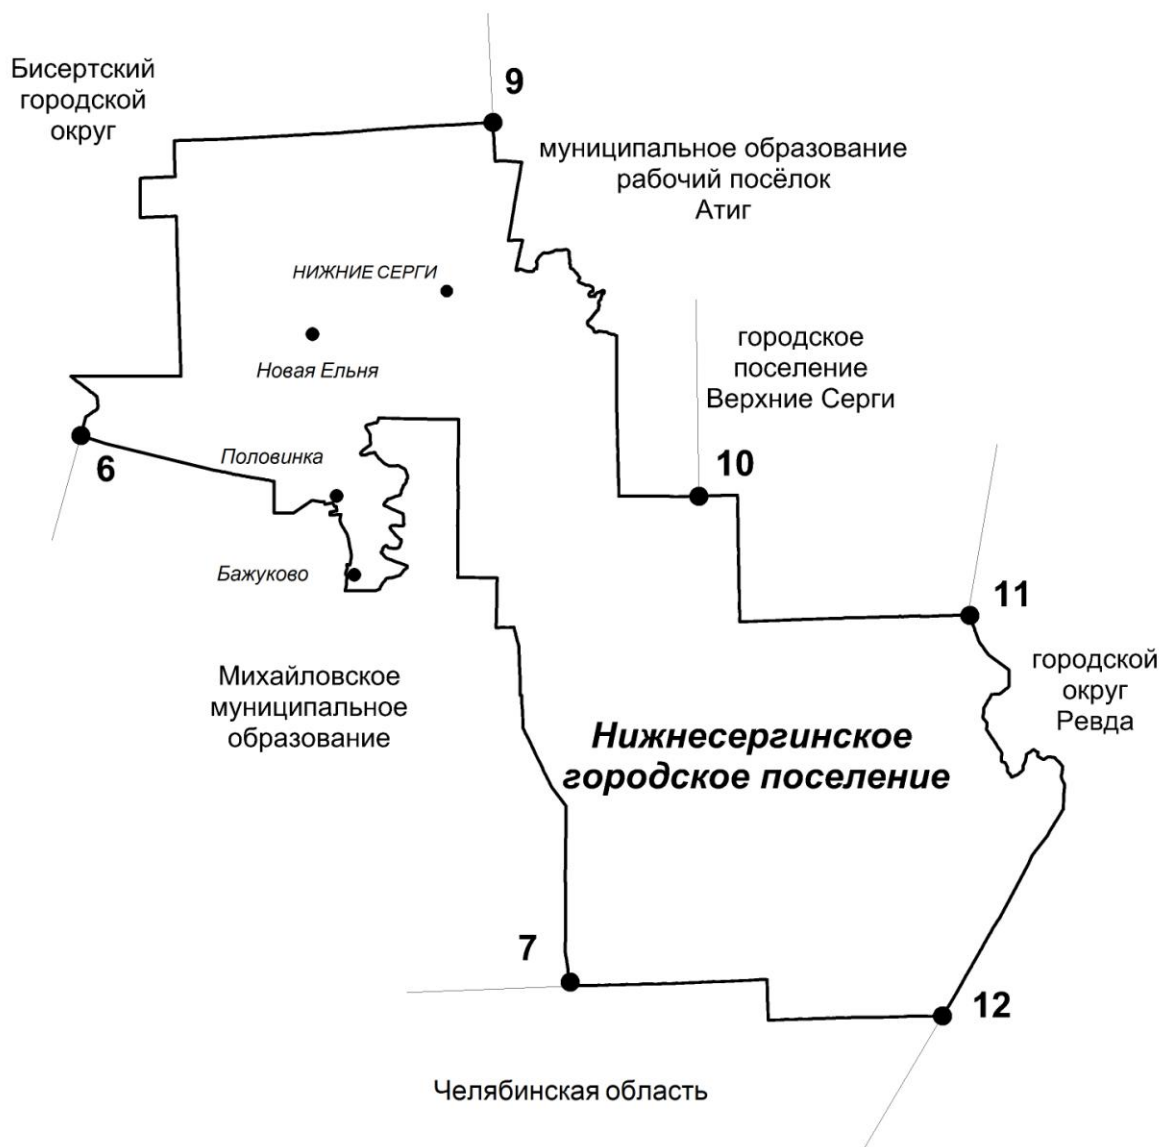 Бисертский
городской
округ
9
муниципальное образование
рабочий посёлок
Атиг
НИЖНИЕ СЕРГИ
Новая Ельня
городское
поселение
Верхние Серги
6
Половинка
10
Бажуково
11
Михайловское
муниципальное
образование
городской
округ
Ревда
Нижнесергинское
городское поселение
7
12
Челябинская область